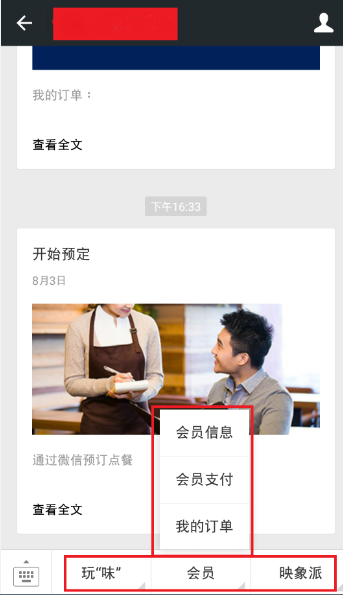 我的订单：
查看全文
下午16:33
开始预定
8月3日
通过微信预订点餐
查看全文
会员信息
会员支付
我的订单
玩“味”
会员
映象派